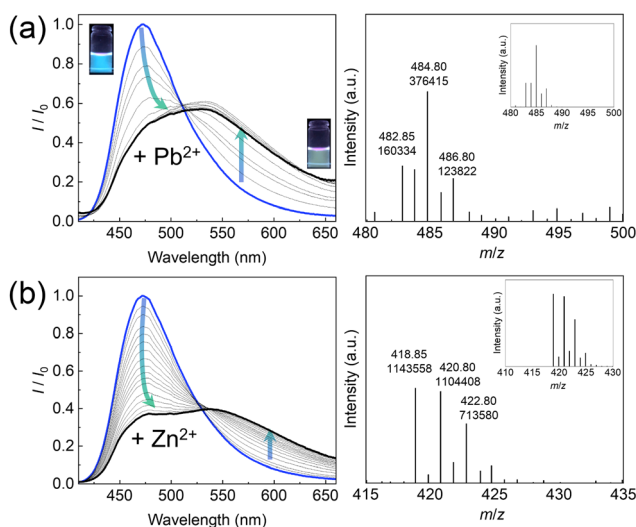 (a)
I / I0
1.0
0.8
0.6
0.4
0.2
0.0
+ Pb2+
450 500 550 600 650
Wavelength (nm)
Intensity (a.u.)
484.80
376415
482.85
160334
486.80
123822
480 485 490 495 500
m/z
Intensity (a.u.)
480 485 490 495 500
m/z
(b)
I / I0
1.0
0.8
0.6
0.4
0.2
0.0
+ Zn2+
450 500 550 600 650
Wavelength (nm)
Intensity (a.u.)
418.85
1143558
420.80
1104408
422.80
713580
415 420 425 430 435
m/z
Intensity (a.u.)
410 415 420 425 430
m/z